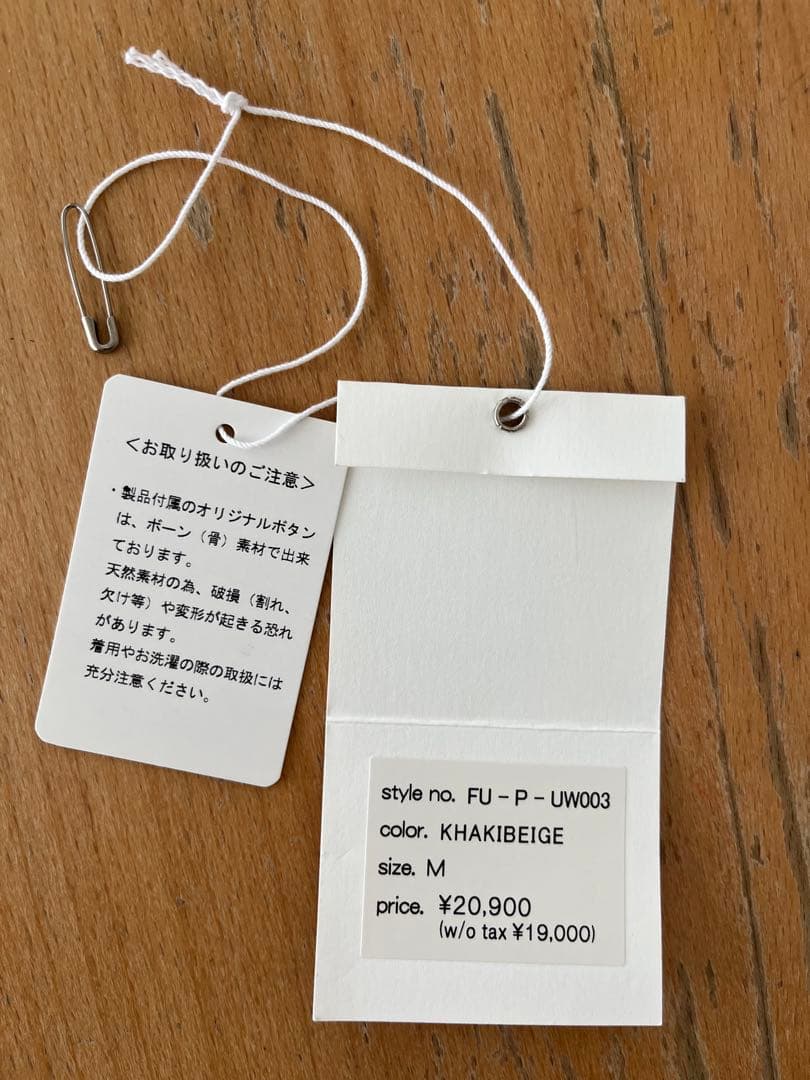 ＜お取り扱いのご注意＞
・製品付属のオリジナルボタン
は、ボーン（骨）素材で出来
ております。
天然素材の為、破損（割れ、
欠け等）や変形が起きる恐れ
があります。
着用やお洗濯の際の取扱には
充分注意ください。
style no. FU-P-UW003
color. KHAKIBEIGE
size. M
price. ¥20,900
(w/o tax ¥19,000)